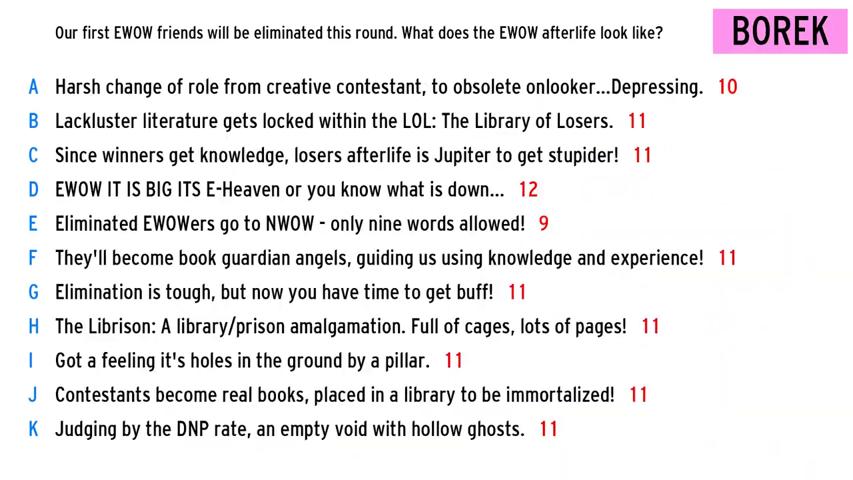 Our first EWOW friends will be eliminated this round. What does the EWOW afterlife look like?
BOREK
A Harsh change of role from creative contestant, to obsolete onlooker...Depressing. 10
B Lackluster literature gets locked within the LOL: The Library of Losers. 11
C Since winners get knowledge, losers afterlife is Jupiter to get stupider! 11
D EWOW IT IS BIG ITS E-Heaven or you know what is down... 12
E Eliminated EWOWers go to NWOW - only nine words allowed! 9
F They'll become book guardian angels, guiding us using knowledge and experience! 11
G Elimination is tough, but now you have time to get buff! 11
H The Librison: A library/prison amalgamation. Full of cages, lots of pages! 11
I Got a feeling it's holes in the ground by a pillar. 11
J Contestants become real books, placed in a library to be immortalized! 11
K Judging by the DNP rate, an empty void with hollow ghosts. 11